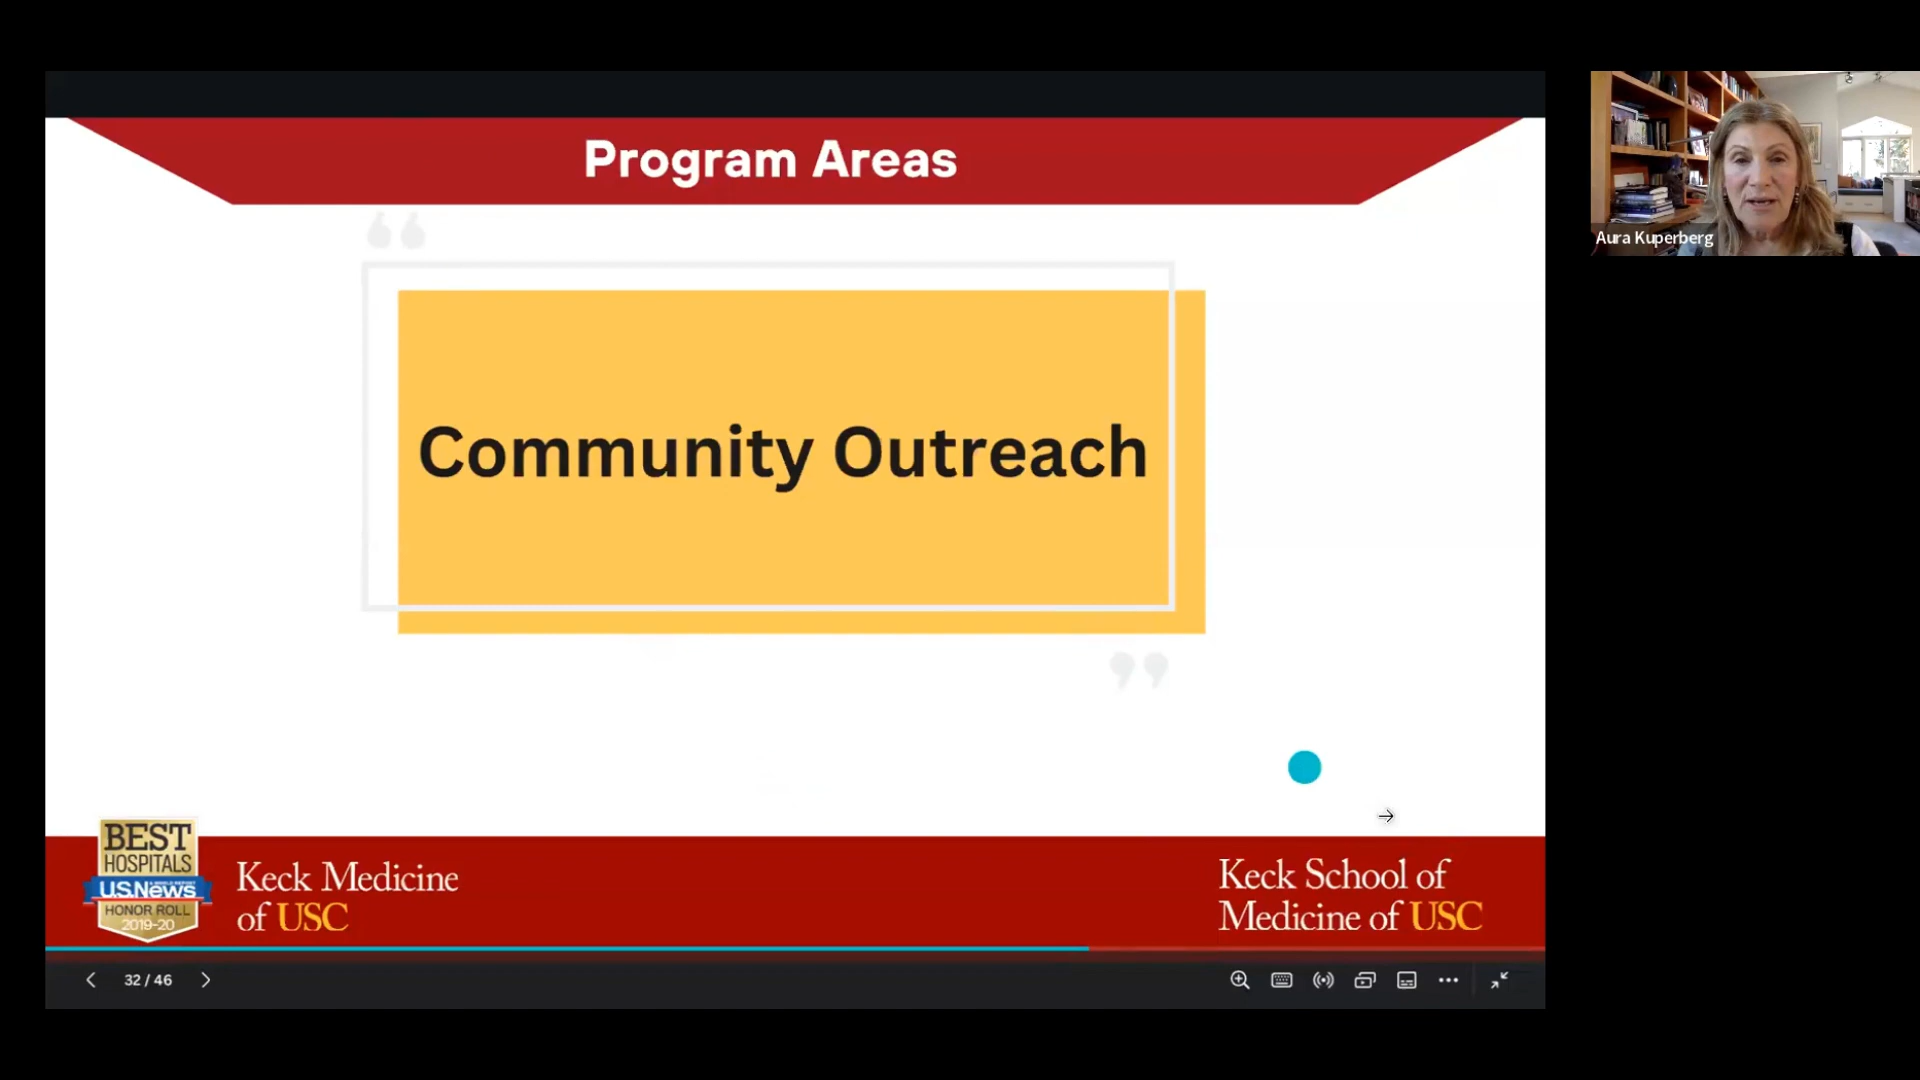 Program Areas
Community Outreach
BEST
HOSPITALS
U.S.News
HONOR ROLL
2019-20
Keck Medicine
of USC
Keck School of
Medicine of USC
32 / 46
Aura Kuperberg